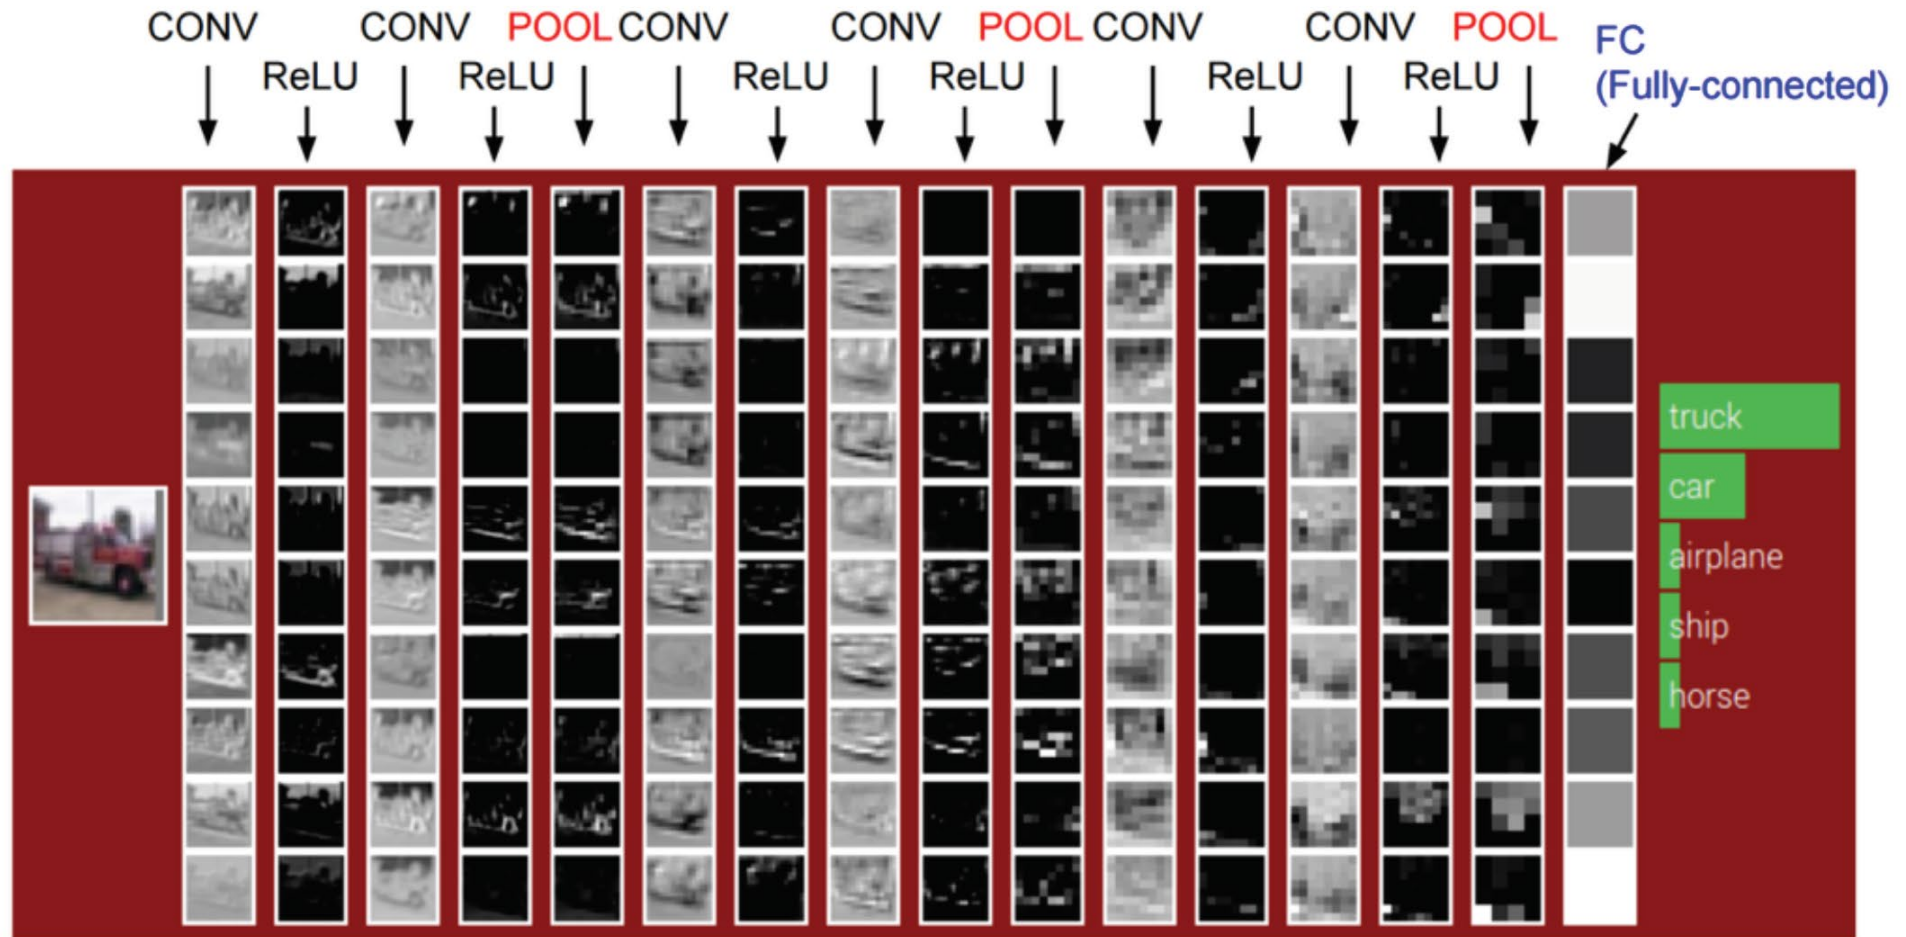 CONV CONV POOL CONV CONV POOL CONV CONV POOL
ReLU ReLU ReLU ReLU ReLU ReLU
FC
(Fully-connected)
truck
car
airplane
ship
horse